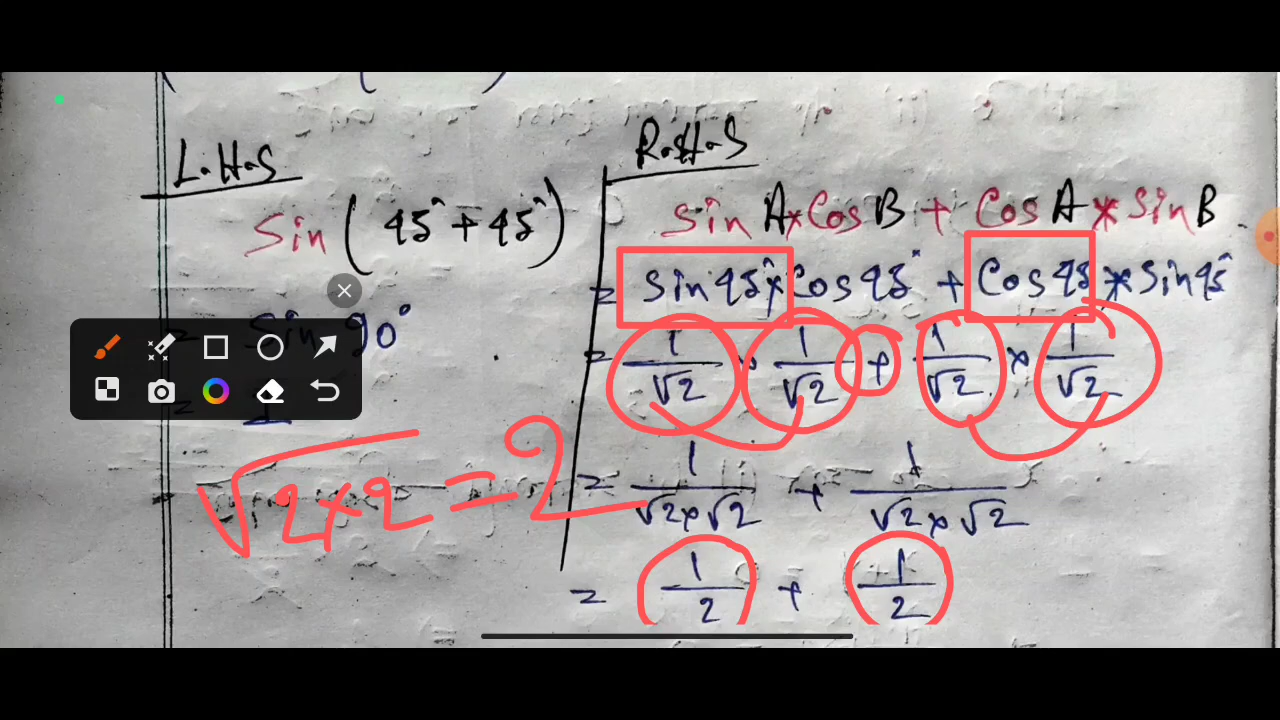 L.H.S
Sin (45° + 45°)
= Sin 90°
=
√2×2 = 2
R.H.S
Sin A × Cos B + Cos A × Sin B
= Sin 45° × Cos 45° + Cos 45 × Sin 45°
= 1/√2 × 1/√2 + 1/√2 × 1/√2
= 1/√2×√2 + 1/√2×√2
= 1/2 + 1/2